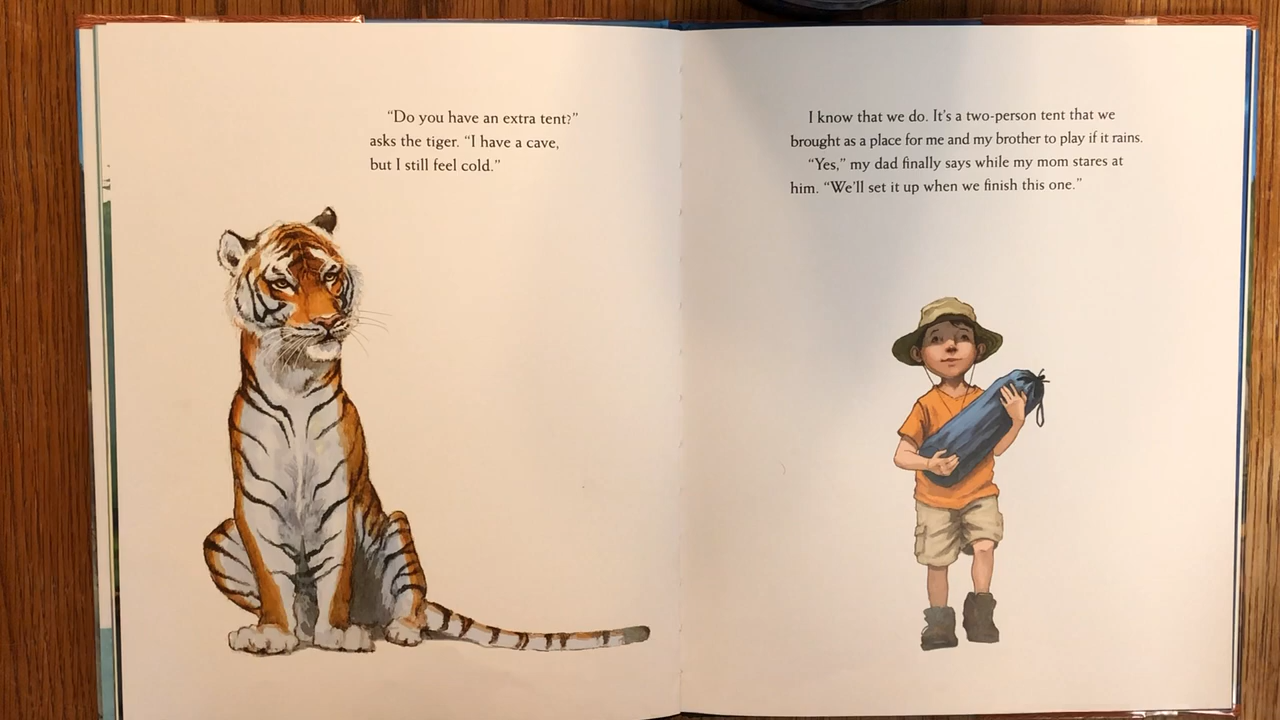 “Do you have an extra tent?”
asks the tiger. “I have a cave,
but I still feel cold.”
I know that we do. It’s a two-person tent that we
brought as a place for me and my brother to play if it rains.
“Yes,” my dad finally says while my mom stares at
him. “We’ll set it up when we finish this one.”